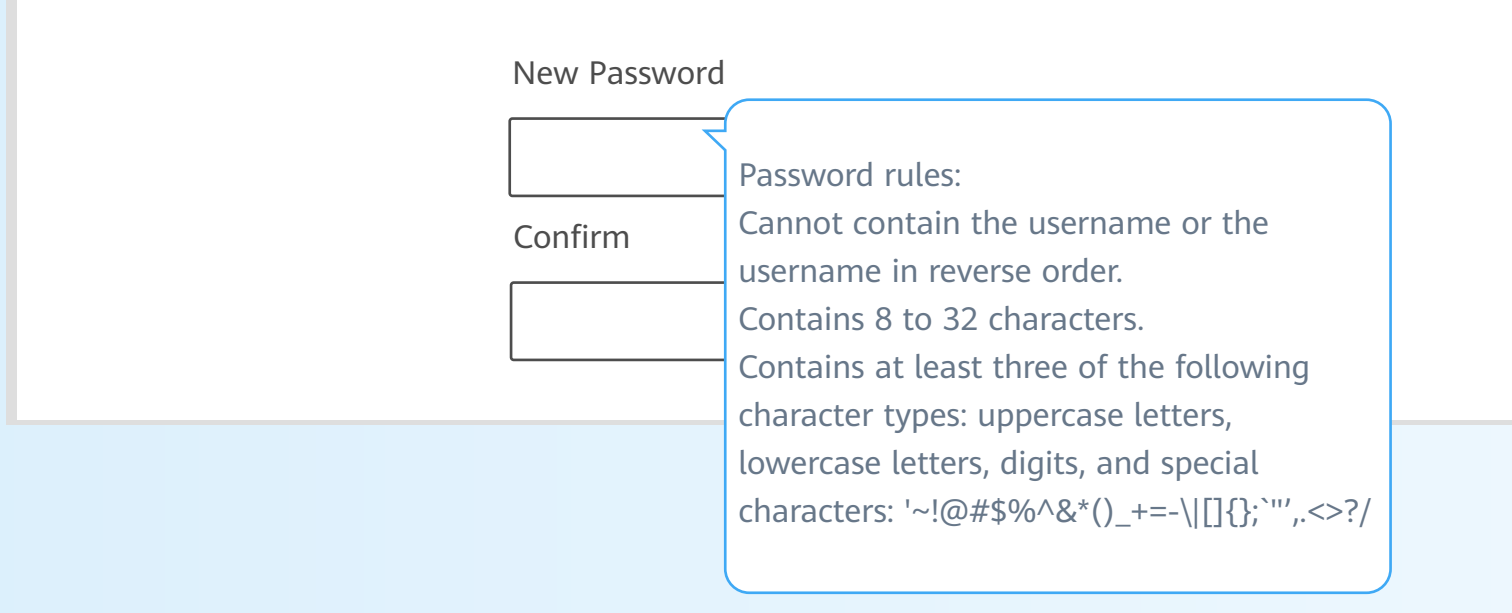 New Password
Confirm
Password rules:
Cannot contain the username or the
username in reverse order.
Contains 8 to 32 characters.
Contains at least three of the following
character types: uppercase letters,
lowercase letters, digits, and special
characters: '~!@#$%^&*()_+=-\|[]{};`"’,.<>?/